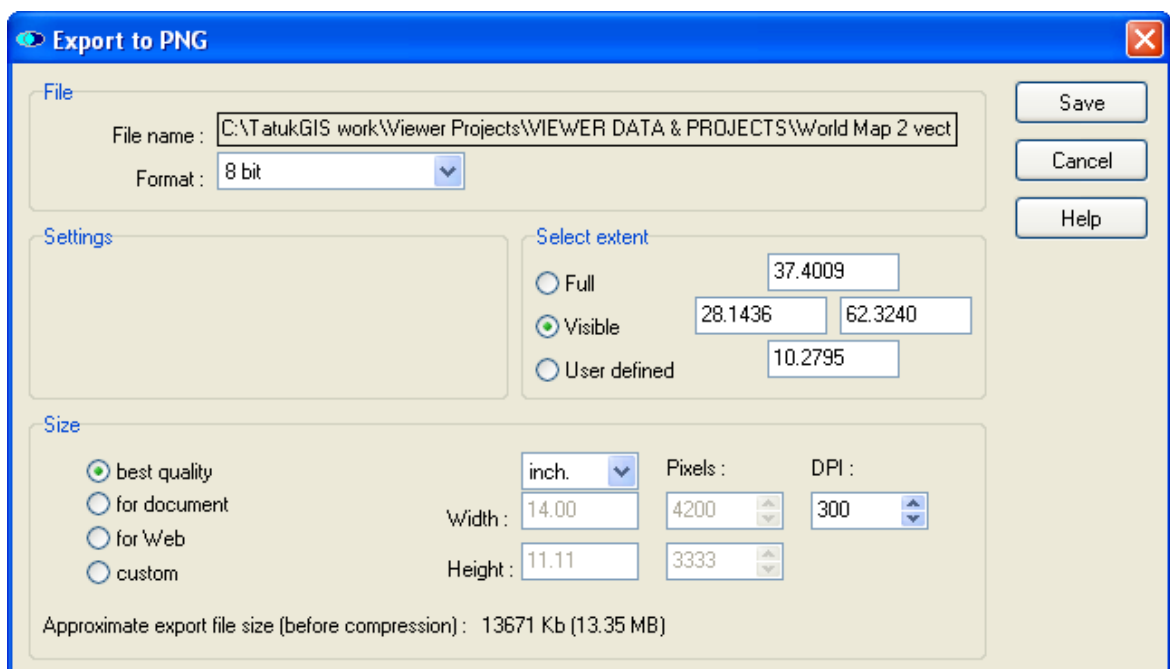 Export to PNG
File
File name :
C:\TatukGIS work\Viewer Projects\VIEWER DATA & PROJECTS\World Map 2 vect
Format :
8 bit
Save
Cancel
Help
Settings
Select extent
Full
37.4009
Visible
28.1436
62.3240
User defined
10.2795
Size
best quality
for document
for Web
custom
inch.
Pixels :
DPI :
Width :
14.00
4200
300
Height :
11.11
3333
Approximate export file size (before compression) : 13671 Kb (13.35 MB)